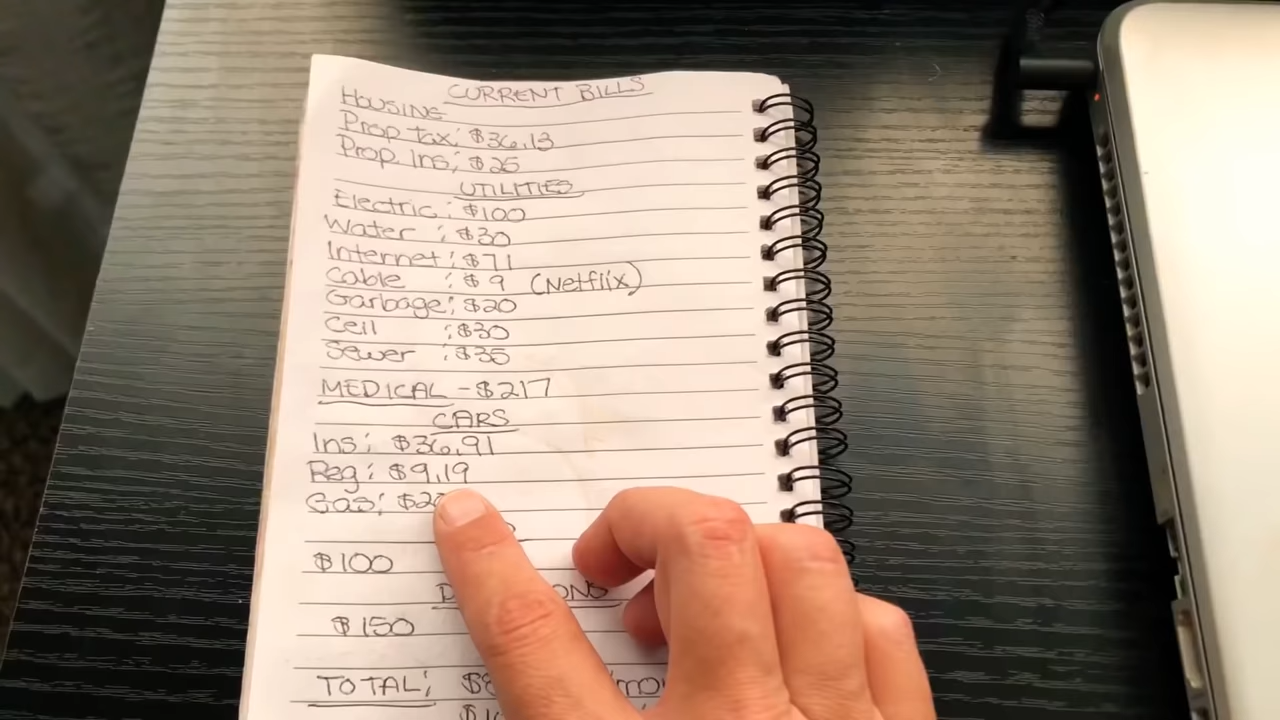 CURRENT BILLS
HOUSING
Prop tax: $36.13
Prop. Ins: $25
UTILITIES
Electric: $100
Water : $30
Internet: $71
Cable : $9 (Netflix)
Garbage: $20
Cell : $30
Sewer : $35
MEDICAL - $217
CARS
Ins: $36.91
Reg: $9.19
Gas:
$100
$150
TOTAL: